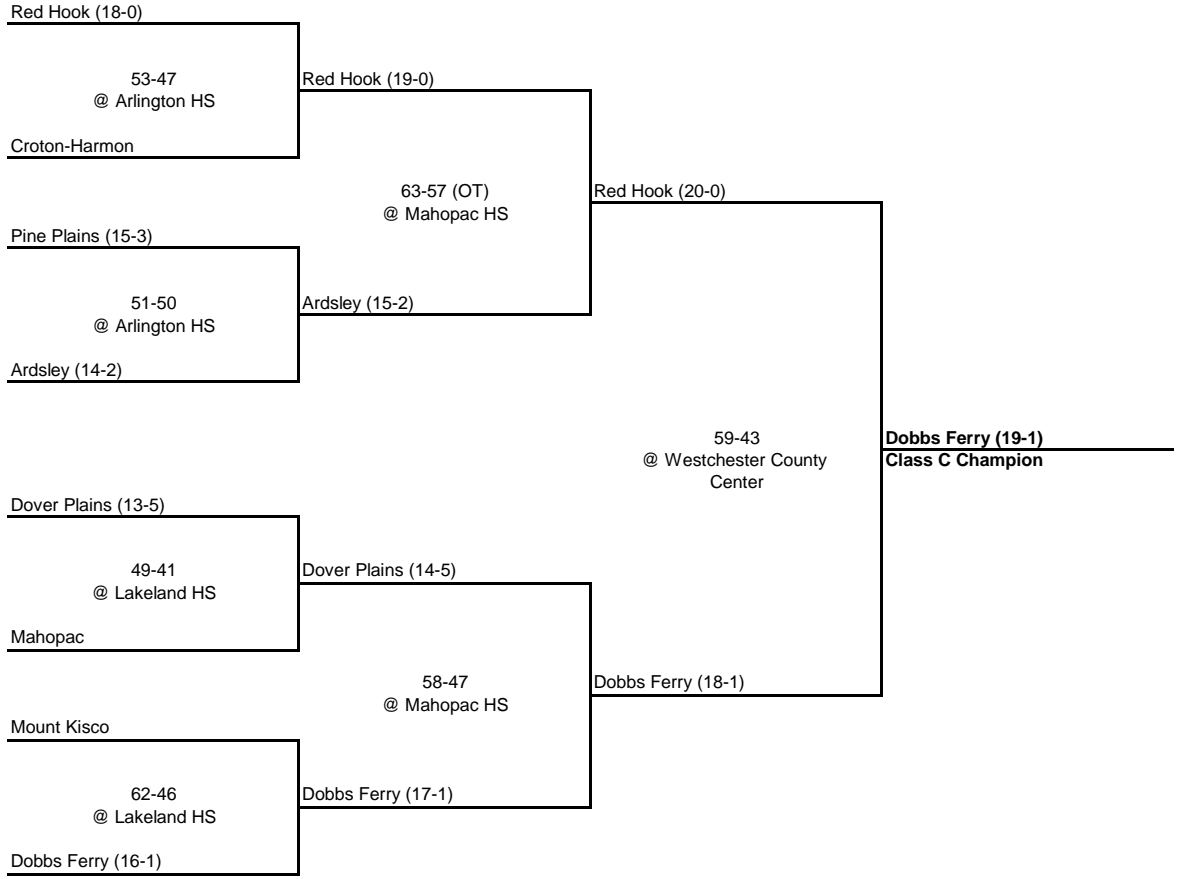 Red Hook (18-0)
53-47
@ Arlington HS
Red Hook (19-0)
Croton-Harmon
63-57 (OT)
@ Mahopac HS
Red Hook (20-0)
Pine Plains (15-3)
51-50
@ Arlington HS
Ardsley (15-2)
Ardsley (14-2)
59-43
@ Westchester County
Center
Dobbs Ferry (19-1)
Class C Champion
Dover Plains (13-5)
49-41
@ Lakeland HS
Dover Plains (14-5)
Mahopac
58-47
@ Mahopac HS
Dobbs Ferry (18-1)
Mount Kisco
62-46
@ Lakeland HS
Dobbs Ferry (17-1)
Dobbs Ferry (16-1)